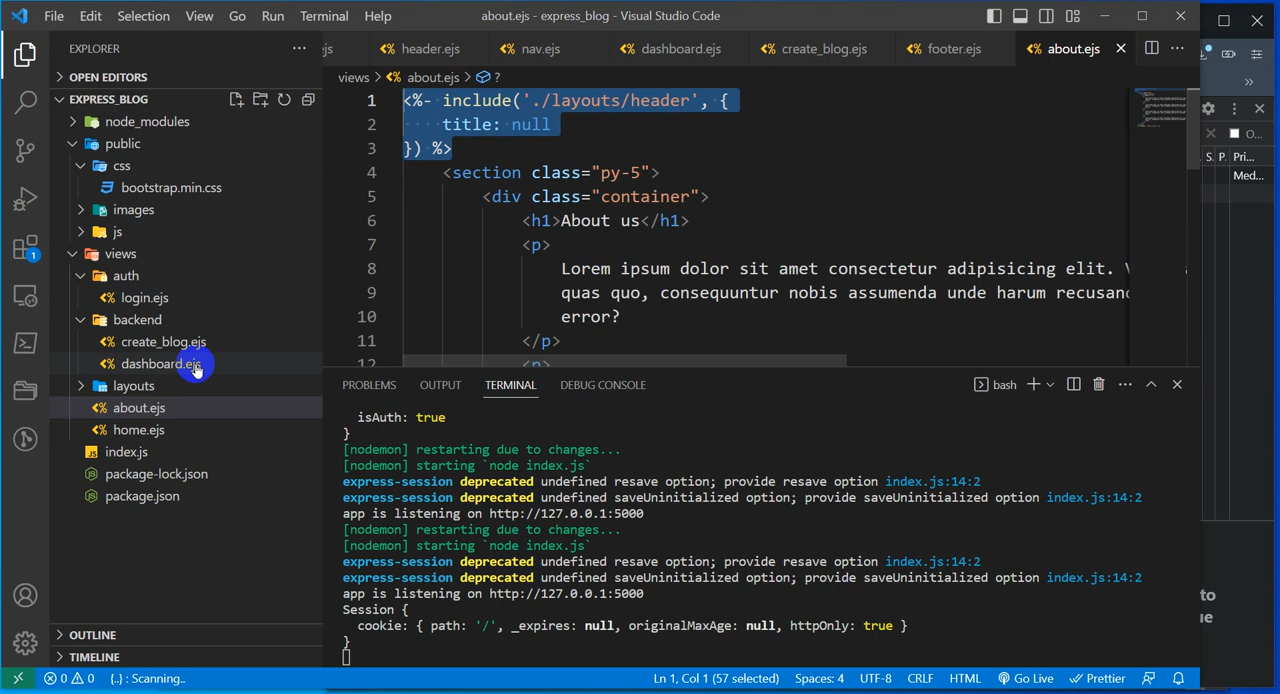 File Edit Selection View Go Run Terminal Help about.ejs - express_blog - Visual Studio Code
EXPLORER
OPEN EDITORS
EXPRESS_BLOG
node_modules
public
css
bootstrap.min.css
images
js
views
auth
login.ejs
backend
create_blog.ejs
dashboard.ejs
layouts
about.ejs
home.ejs
index.js
package-lock.json
package.json
OUTLINE
TIMELINE
1
js header.ejs nav.ejs dashboard.ejs create_blog.ejs footer.ejs about.ejs
views > about.ejs > ?
1 <%- include('./layouts/header', {
2 title: null
3 }) %>
4 <section class="py-5">
5 <div class="container">
6 <h1>About us</h1>
7 <p>
8 Lorem ipsum dolor sit amet consectetur adipisicing elit.
9 quas quo, consequuntur nobis assumenda unde harum
10 error?
11 </p>
12 <p>
PROBLEMS OUTPUT TERMINAL DEBUG CONSOLE bash
isAuth: true
}
[nodemon] restarting due to changes...
[nodemon] starting `node index.js`
express-session deprecated undefined resave option; provide resave option index.js:14:2
express-session deprecated undefined saveUninitialized option; provide saveUninitialized option index.js:14:2
app is listening on http://127.0.0.1:5000
[nodemon] restarting due to changes...
[nodemon] starting `node index.js`
express-session deprecated undefined resave option; provide resave option index.js:14:2
express-session deprecated undefined saveUninitialized option; provide saveUninitialized option index.js:14:2
app is listening on http://127.0.0.1:5000
Session {
cookie: { path: '/', _expires: null, originalMaxAge: null, httpOnly: true }
}
0 0 {..} : Scanning.. Ln 1, Col 1 (57 selected) Spaces: 4 UTF-8 CRLF HTML Go Live Prettier
O...
S. P. Pri...
Med...
to